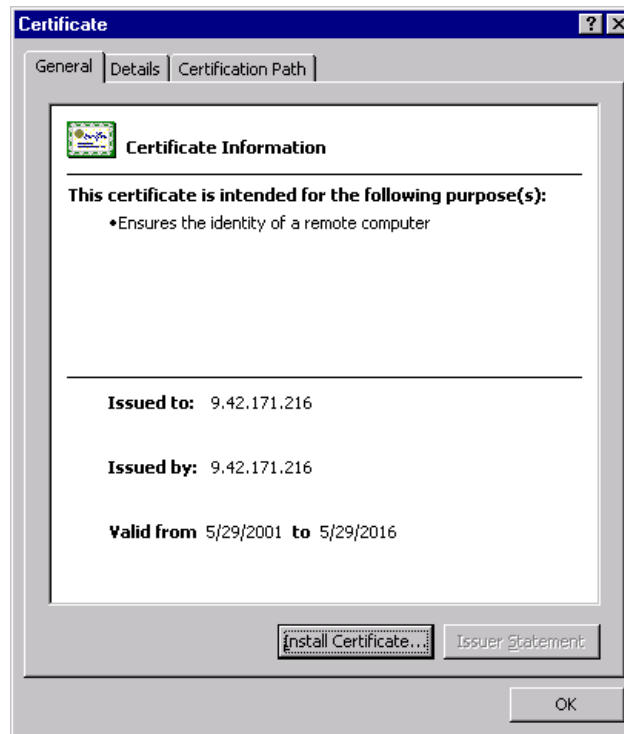 Certificate
General Details Certification Path
Certificate Information
This certificate is intended for the following purpose(s):
•Ensures the identity of a remote computer
Issued to: 9.42.171.216
Issued by: 9.42.171.216
Valid from 5/29/2001 to 5/29/2016
Install Certificate... Issuer Statement
OK